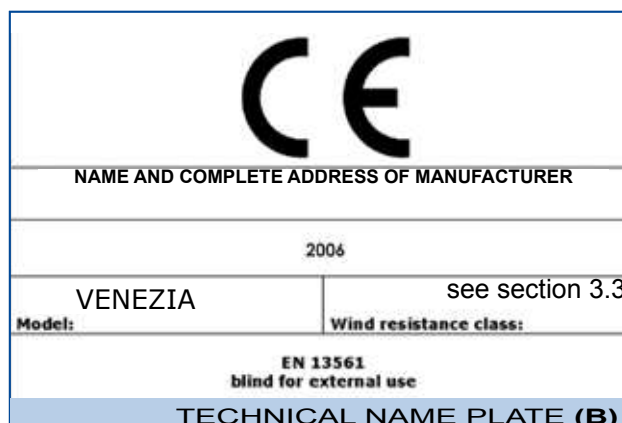 CE
NAME AND COMPLETE ADDRESS OF MANUFACTURER
2006
VENEZIA
Model:
see section 3.3
Wind resistance class:
EN 13561
blind for external use
TECHNICAL NAME PLATE (B)